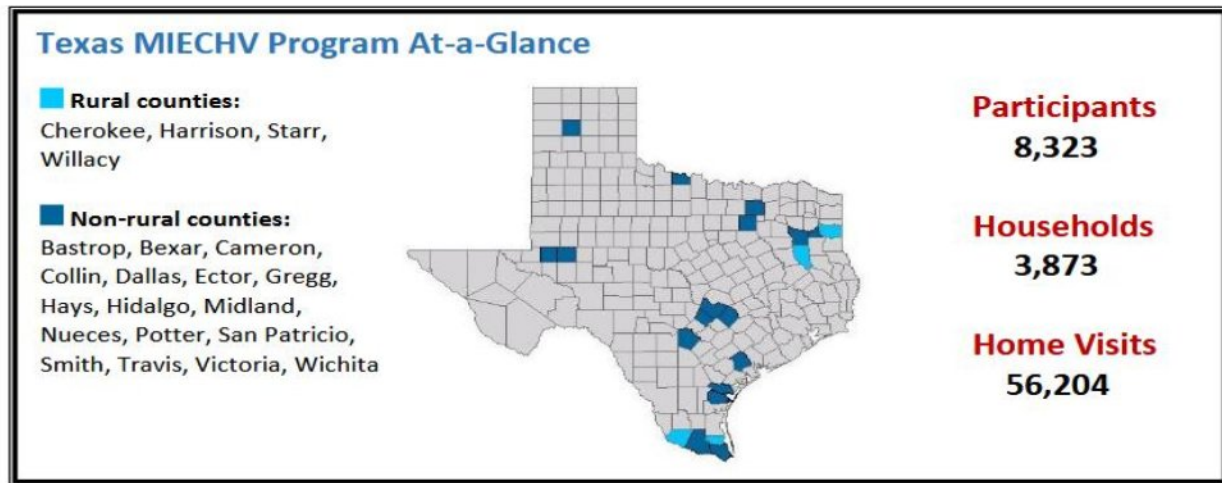 Texas MIECHV Program At-a-Glance
Rural counties:
Cherokee, Harrison, Starr,
Willacy
Non-rural counties:
Bastrop, Bexar, Cameron,
Collin, Dallas, Ector, Gregg,
Hays, Hidalgo, Midland,
Nueces, Potter, San Patricio,
Smith, Travis, Victoria, Wichita
Participants
8,323
Households
3,873
Home Visits
56,204